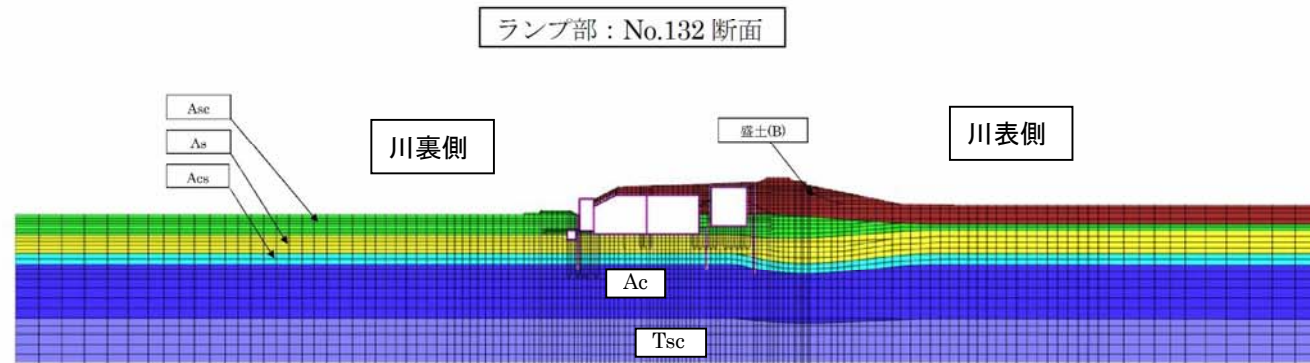 ランプ部：No.132 断面
Asc
As
Acs
川裏側
盛土(B)
川表側
Ac
Tsc